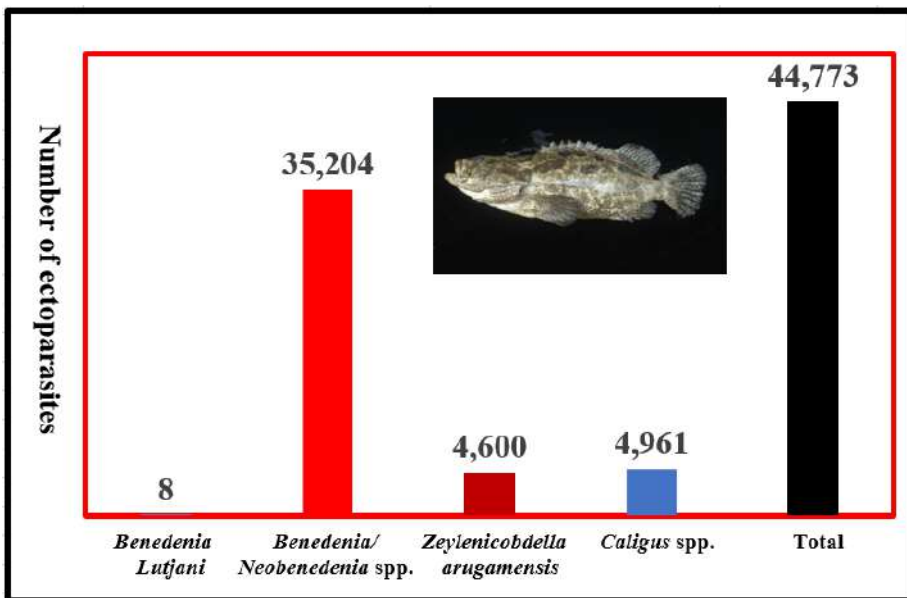 Number of ectoparasites
44,773
35,204
4,600
4,961
8
Benedenia
Lutjani
Benedenia/
Neobenedenia spp.
Zeylenicobdella
arugamensis
Caligus spp.
Total